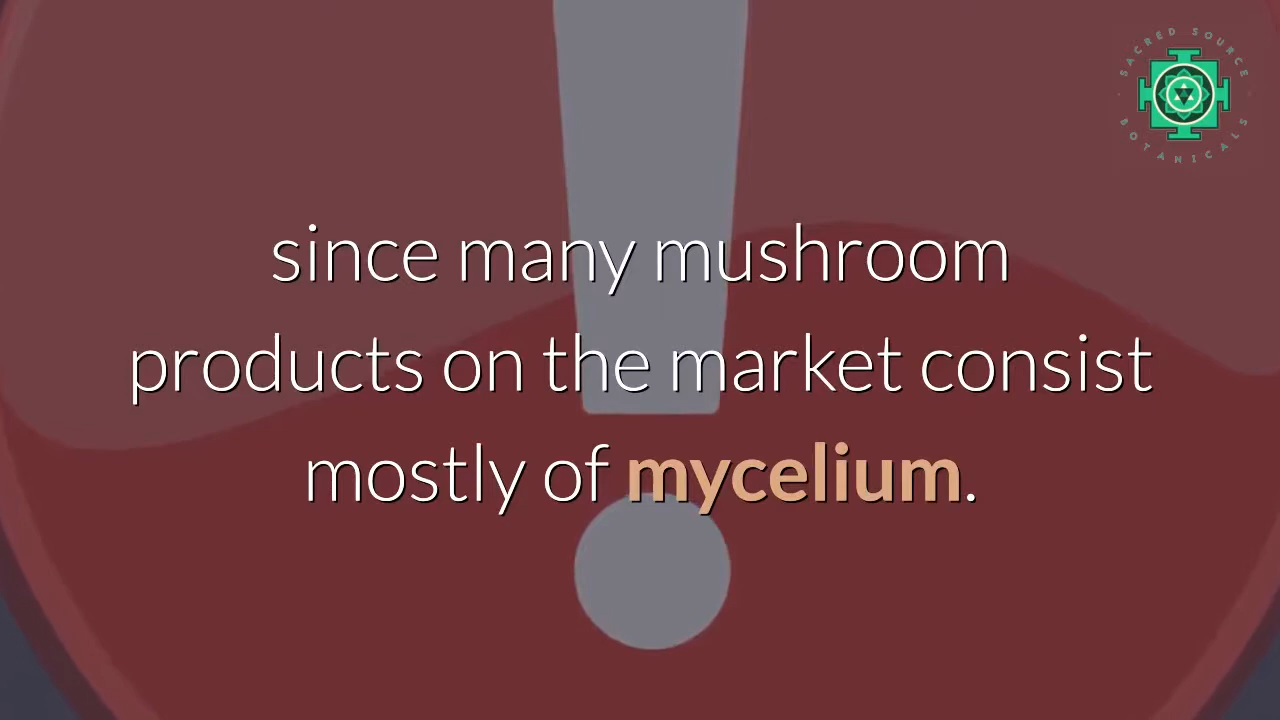 SACRED SOURCE
BOTANICALS
since many mushroom
products on the market consist
mostly of mycelium.